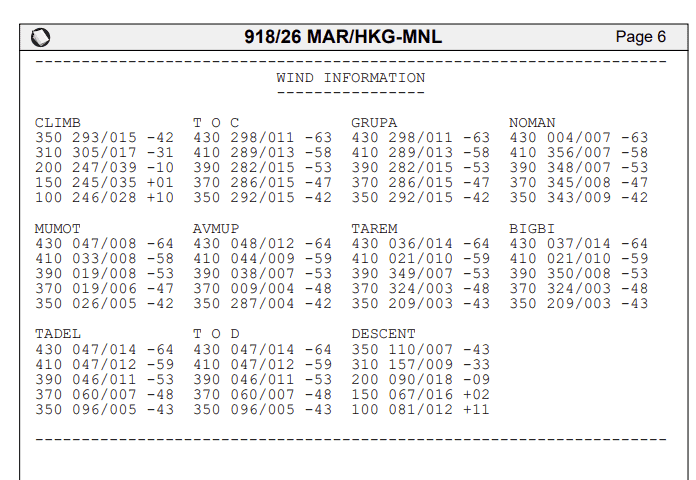 918/26 MAR/HKG-MNL Page 6
-------------------------------------------------------------------
WIND INFORMATION
----------------
CLIMB            T O C            GRUPA            NOMAN
350 293/015 -42  430 298/011 -63  430 298/011 -63  430 004/007 -63
310 305/017 -31  410 289/013 -58  410 289/013 -58  410 356/007 -58
200 247/039 -10  390 282/015 -53  390 282/015 -53  390 348/007 -53
150 245/035 +01  370 286/015 -47  370 286/015 -47  370 345/008 -47
100 246/028 +10  350 292/015 -42  350 292/015 -42  350 343/009 -42
MUMOT            AVMUP            TAREM            BIGBI
430 047/008 -64  430 048/012 -64  430 036/014 -64  430 037/014 -64
410 033/008 -58  410 044/009 -59  410 021/010 -59  410 021/010 -59
390 019/008 -53  390 038/007 -53  390 349/007 -53  390 350/008 -53
370 019/006 -47  370 009/004 -48  370 324/003 -48  370 324/003 -48
350 026/005 -42  350 287/004 -42  350 209/003 -43  350 209/003 -43
TADEL            T O D            DESCENT
430 047/014 -64  430 047/014 -64  350 110/007 -43
410 047/012 -59  410 047/012 -59  310 157/009 -33
390 046/011 -53  390 046/011 -53  200 090/018 -09
370 060/007 -48  370 060/007 -48  150 067/016 +02
350 096/005 -43  350 096/005 -43  100 081/012 +11
-------------------------------------------------------------------